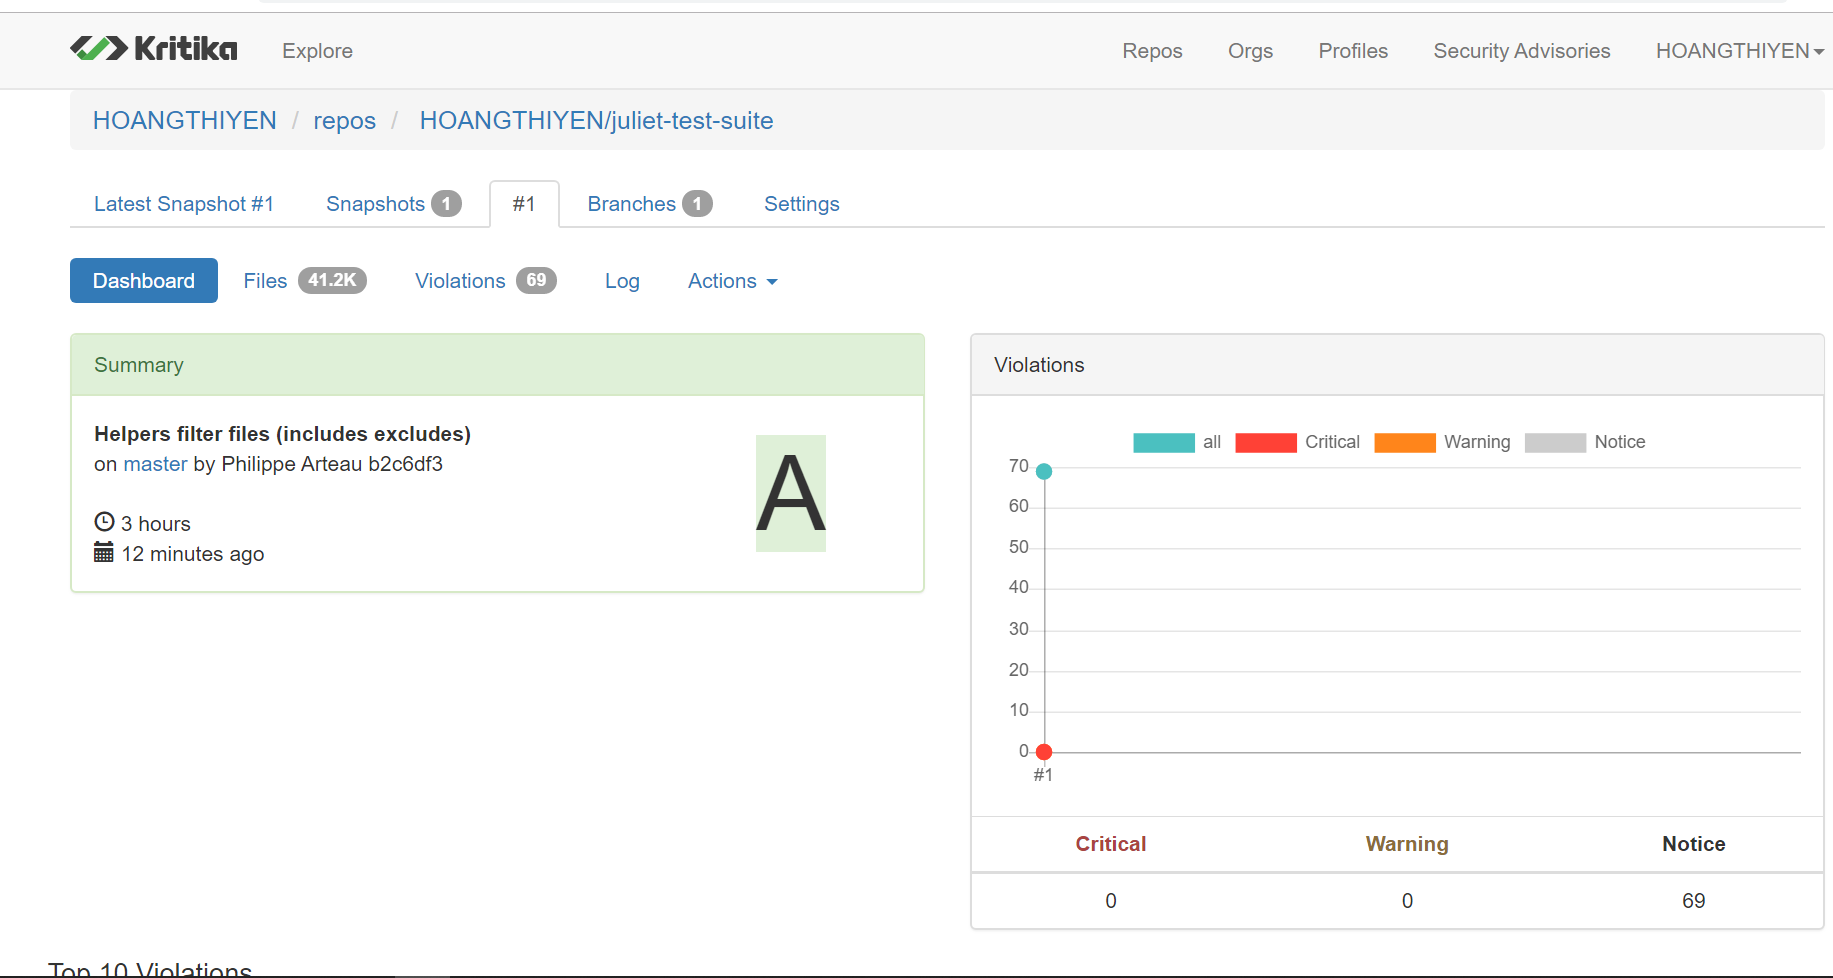 Kritika Explore Repos Orgs Profiles Security Advisories HOANGTHIYEN
HOANGTHIYEN / repos / HOANGTHIYEN/juliet-test-suite
Latest Snapshot #1 Snapshots 1 #1 Branches 1 Settings
Dashboard Files 41.2K Violations 69 Log Actions
Summary
Helpers filter files (includes excludes)
on master by Philippe Arteau b2c6df3
3 hours
12 minutes ago
A
Violations
all Critical Warning Notice
70
60
50
40
30
20
10
0
#1
Critical Warning Notice
0 0 69
Top 10 Violations